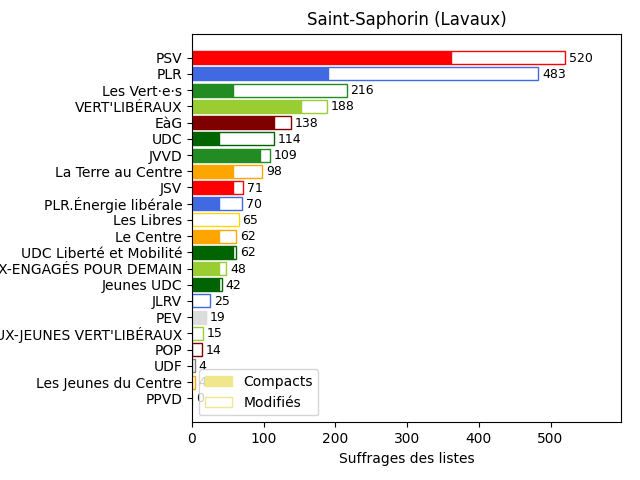 Saint-Saphorin (Lavaux)
PSV 520
PLR 483
Les Vert·e·s 216
VERT'LIBÉRAUX 188
EàG 138
UDC 114
JVVD 109
La Terre au Centre 98
JSV 71
PLR.Énergie libérale 70
Les Libres 65
Le Centre 62
UDC Liberté et Mobilité 62
X-ENGAGÉS POUR DEMAIN 48
Jeunes UDC 42
JLRV 25
PEV 19
UX-JEUNES VERT'LIBÉRAUX 15
POP 14
UDF 4
Les Jeunes du Centre 4
PPVD 0
Compacts
Modifiés
0 100 200 300 400 500
Suffrages des listes